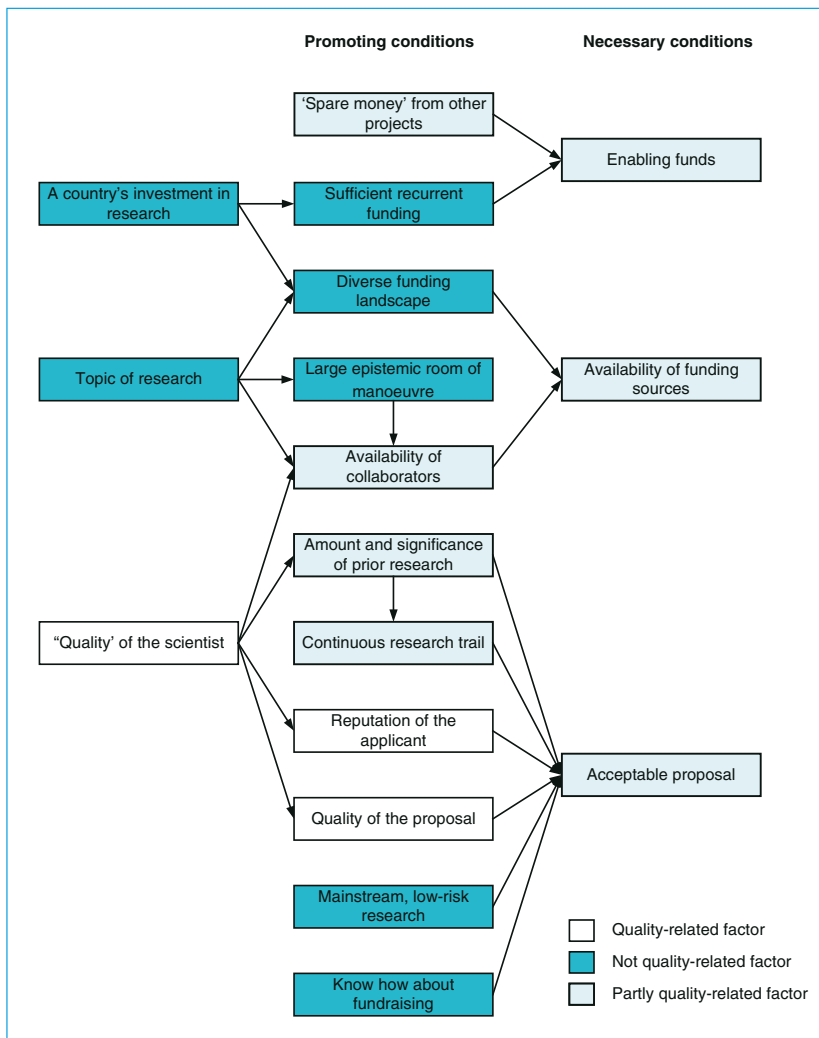 Promoting conditions
Necessary conditions
‘Spare money’ from other
projects
Enabling funds
A country’s investment in
research
Sufficient recurrent
funding
Diverse funding
landscape
Topic of research
Large epistemic room of
manoeuvre
Availability of funding
sources
Availability of
collaborators
Amount and significance
of prior research
"Quality’ of the scientist
Continuous research trail
Reputation of the
applicant
Acceptable proposal
Quality of the proposal
Mainstream, low-risk
research
Know how about
fundraising
Quality-related factor
Not quality-related factor
Partly quality-related factor